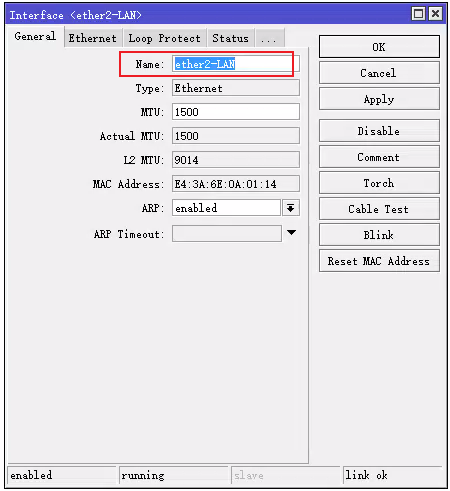 Interface <ether2-LAN>
General Ethernet Loop Protect Status ...
Name: ether2-LAN
Type: Ethernet
MTU: 1500
Actual MTU: 1500
L2 MTU: 9014
MAC Address: E4:3A:6E:0A:01:14
ARP: enabled
ARP Timeout:
OK
Cancel
Apply
Disable
Comment
Torch
Cable Test
Blink
Reset MAC Address
enabled running slave link ok